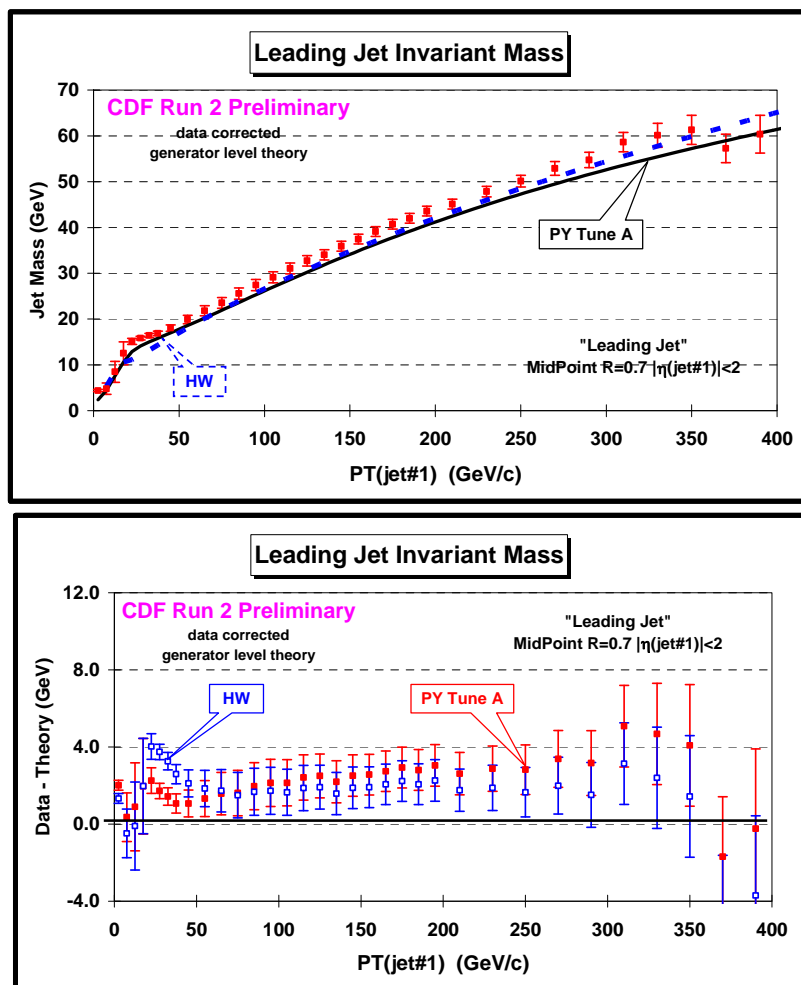 Leading Jet Invariant Mass
70
60
50
40
30
20
10
0
Jet Mass (GeV)
CDF Run 2 Preliminary
data corrected
generator level theory
PY Tune A
HW
"Leading Jet"
MidPoint R=0.7 |η(jet#1)|<2
0 50 100 150 200 250 300 350 400
PT(jet#1) (GeV/c)
Leading Jet Invariant Mass
12.0
8.0
4.0
0.0
-4.0
Data - Theory (GeV)
CDF Run 2 Preliminary
data corrected
generator level theory
"Leading Jet"
MidPoint R=0.7 |η(jet#1)|<2
HW
PY Tune A
0 50 100 150 200 250 300 350 400
PT(jet#1) (GeV/c)